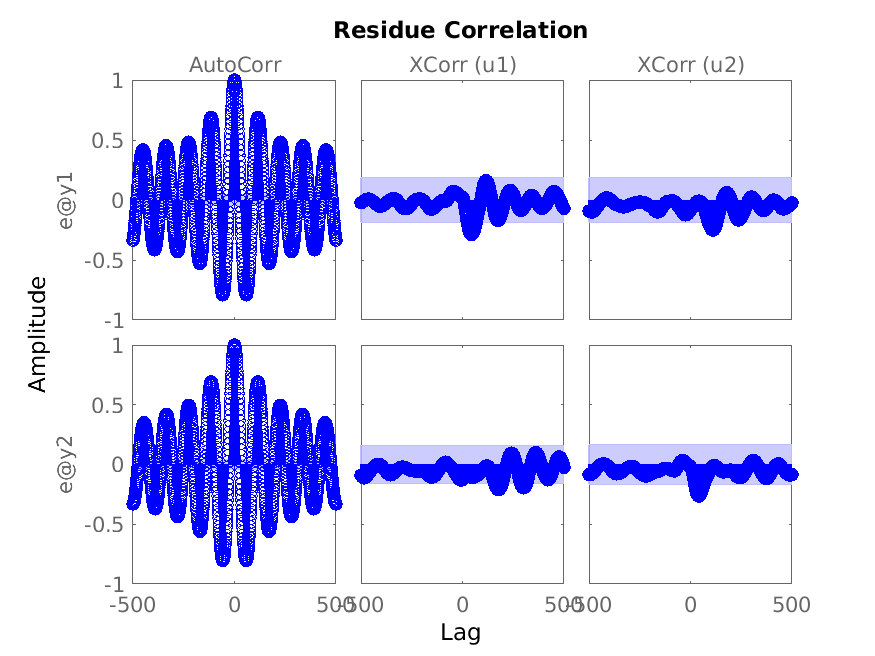 Residue Correlation
AutoCorr
XCorr (u1)
XCorr (u2)
Amplitude
e@y1
1
0.5
0
-0.5
-1
e@y2
1
0.5
0
-0.5
-1
-500 0 500
-500 0 500
-500 0 500
Lag